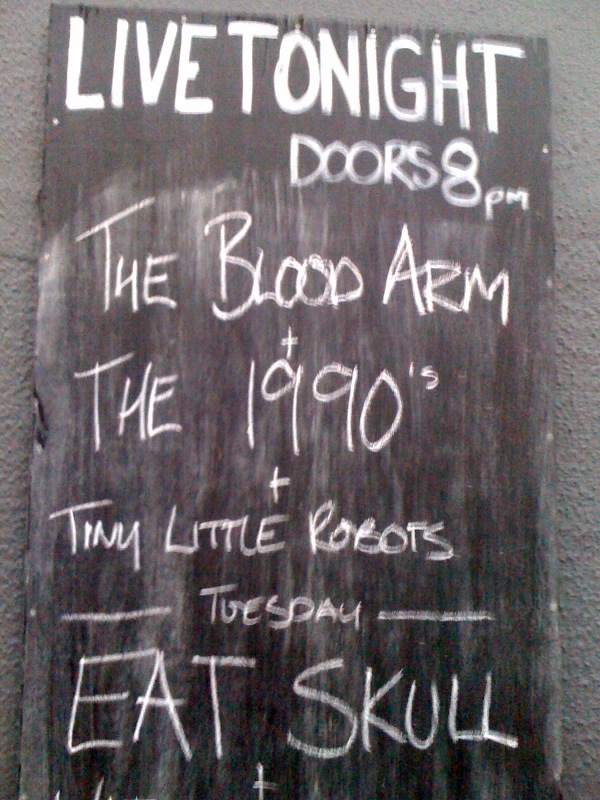 LIVE TONIGHT
DOORS 8pm
THE BLOOD ARM
+
THE 1990's
+
TINY LITTLE ROBOTS
— TUESDAY —
EAT SKULL
+